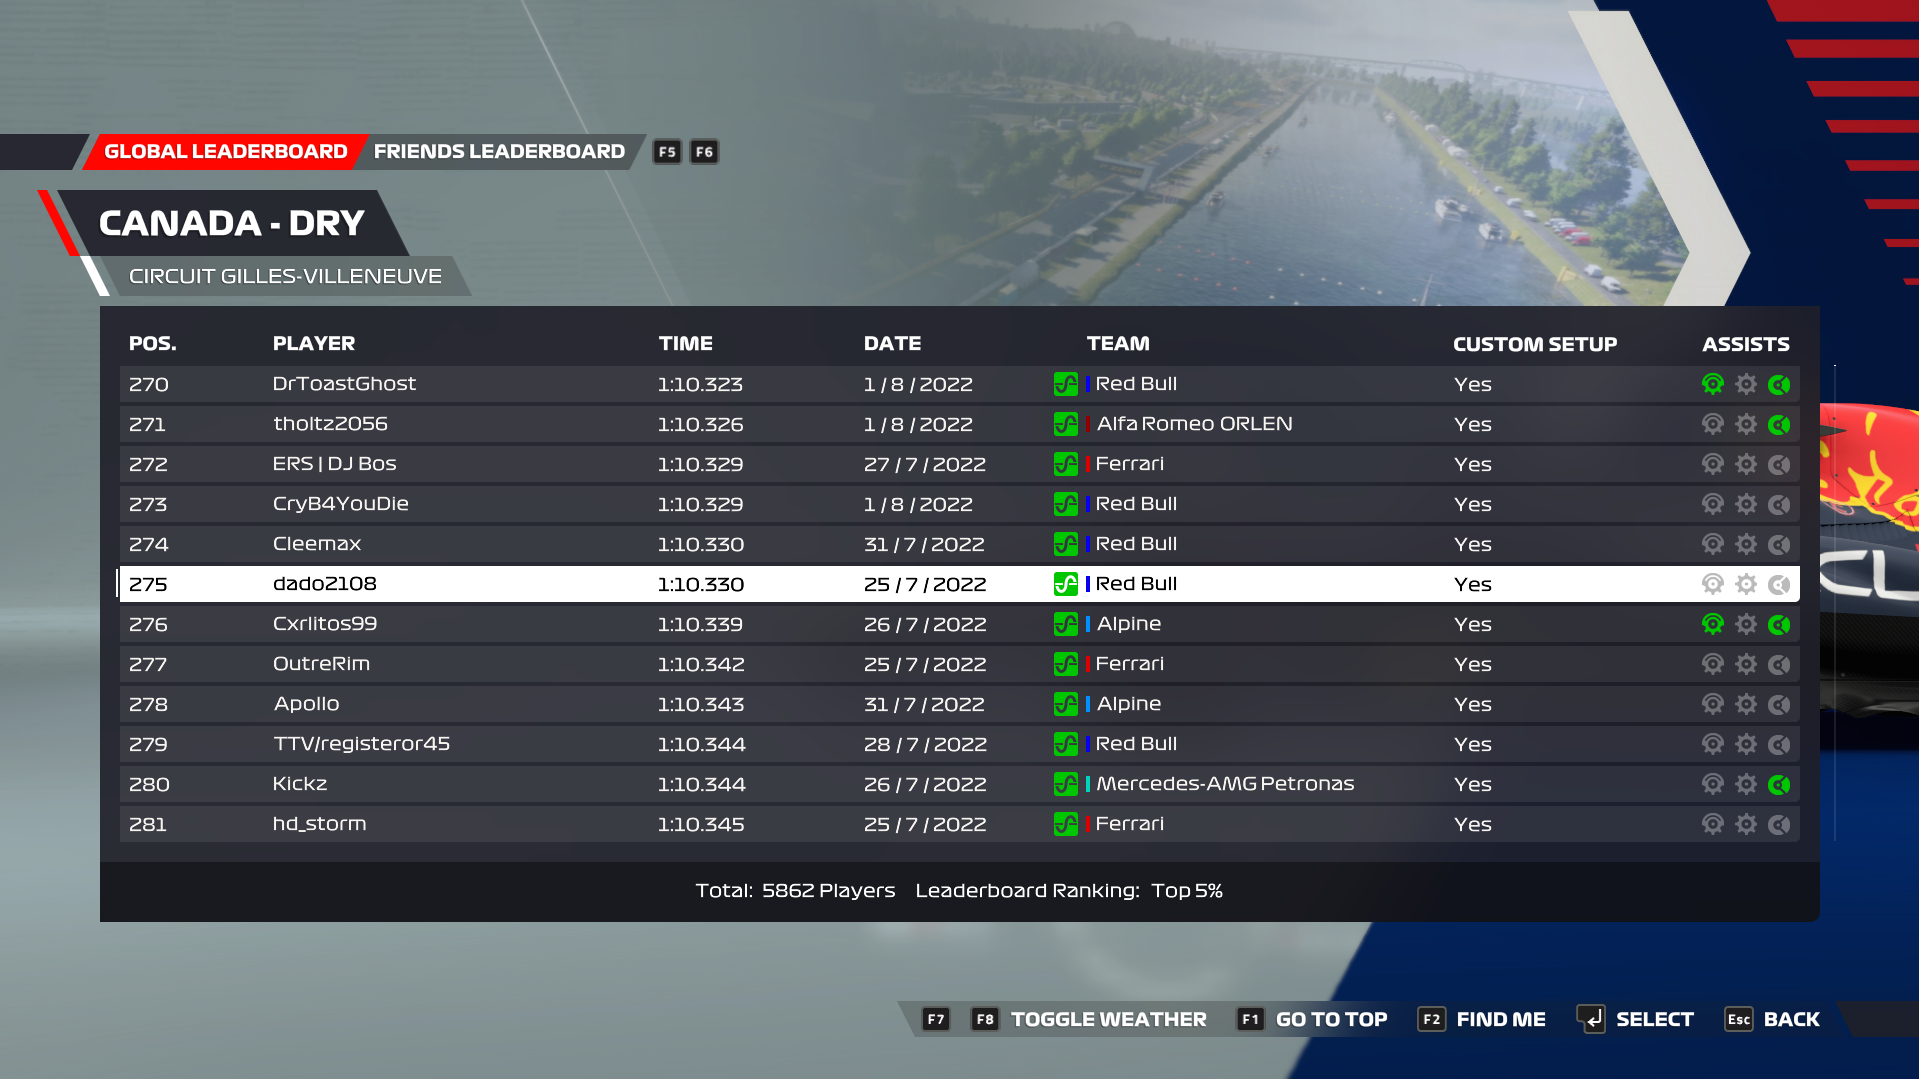 GLOBAL LEADERBOARD FRIENDS LEADERBOARD F5 F6
CANADA - DRY
CIRCUIT GILLES-VILLENEUVE
POS. PLAYER TIME DATE TEAM CUSTOM SETUP ASSISTS
270 DrToastGhost 1:10.323 1 / 8 / 2022 Red Bull Yes
271 tholtz2056 1:10.326 1 / 8 / 2022 Alfa Romeo ORLEN Yes
272 ERS | DJ Bos 1:10.329 27 / 7 / 2022 Ferrari Yes
273 CryB4YouDie 1:10.329 1 / 8 / 2022 Red Bull Yes
274 Cleemax 1:10.330 31 / 7 / 2022 Red Bull Yes
275 dado2108 1:10.330 25 / 7 / 2022 Red Bull Yes
276 Cxrlitos99 1:10.339 26 / 7 / 2022 Alpine Yes
277 OutreRim 1:10.342 25 / 7 / 2022 Ferrari Yes
278 Apollo 1:10.343 31 / 7 / 2022 Alpine Yes
279 TTV/registeror45 1:10.344 28 / 7 / 2022 Red Bull Yes
280 Kickz 1:10.344 26 / 7 / 2022 Mercedes-AMG Petronas Yes
281 hd_storm 1:10.345 25 / 7 / 2022 Ferrari Yes
Total: 5862 Players Leaderboard Ranking: Top 5%
F7 F8 TOGGLE WEATHER F1 GO TO TOP F2 FIND ME SELECT Esc BACK